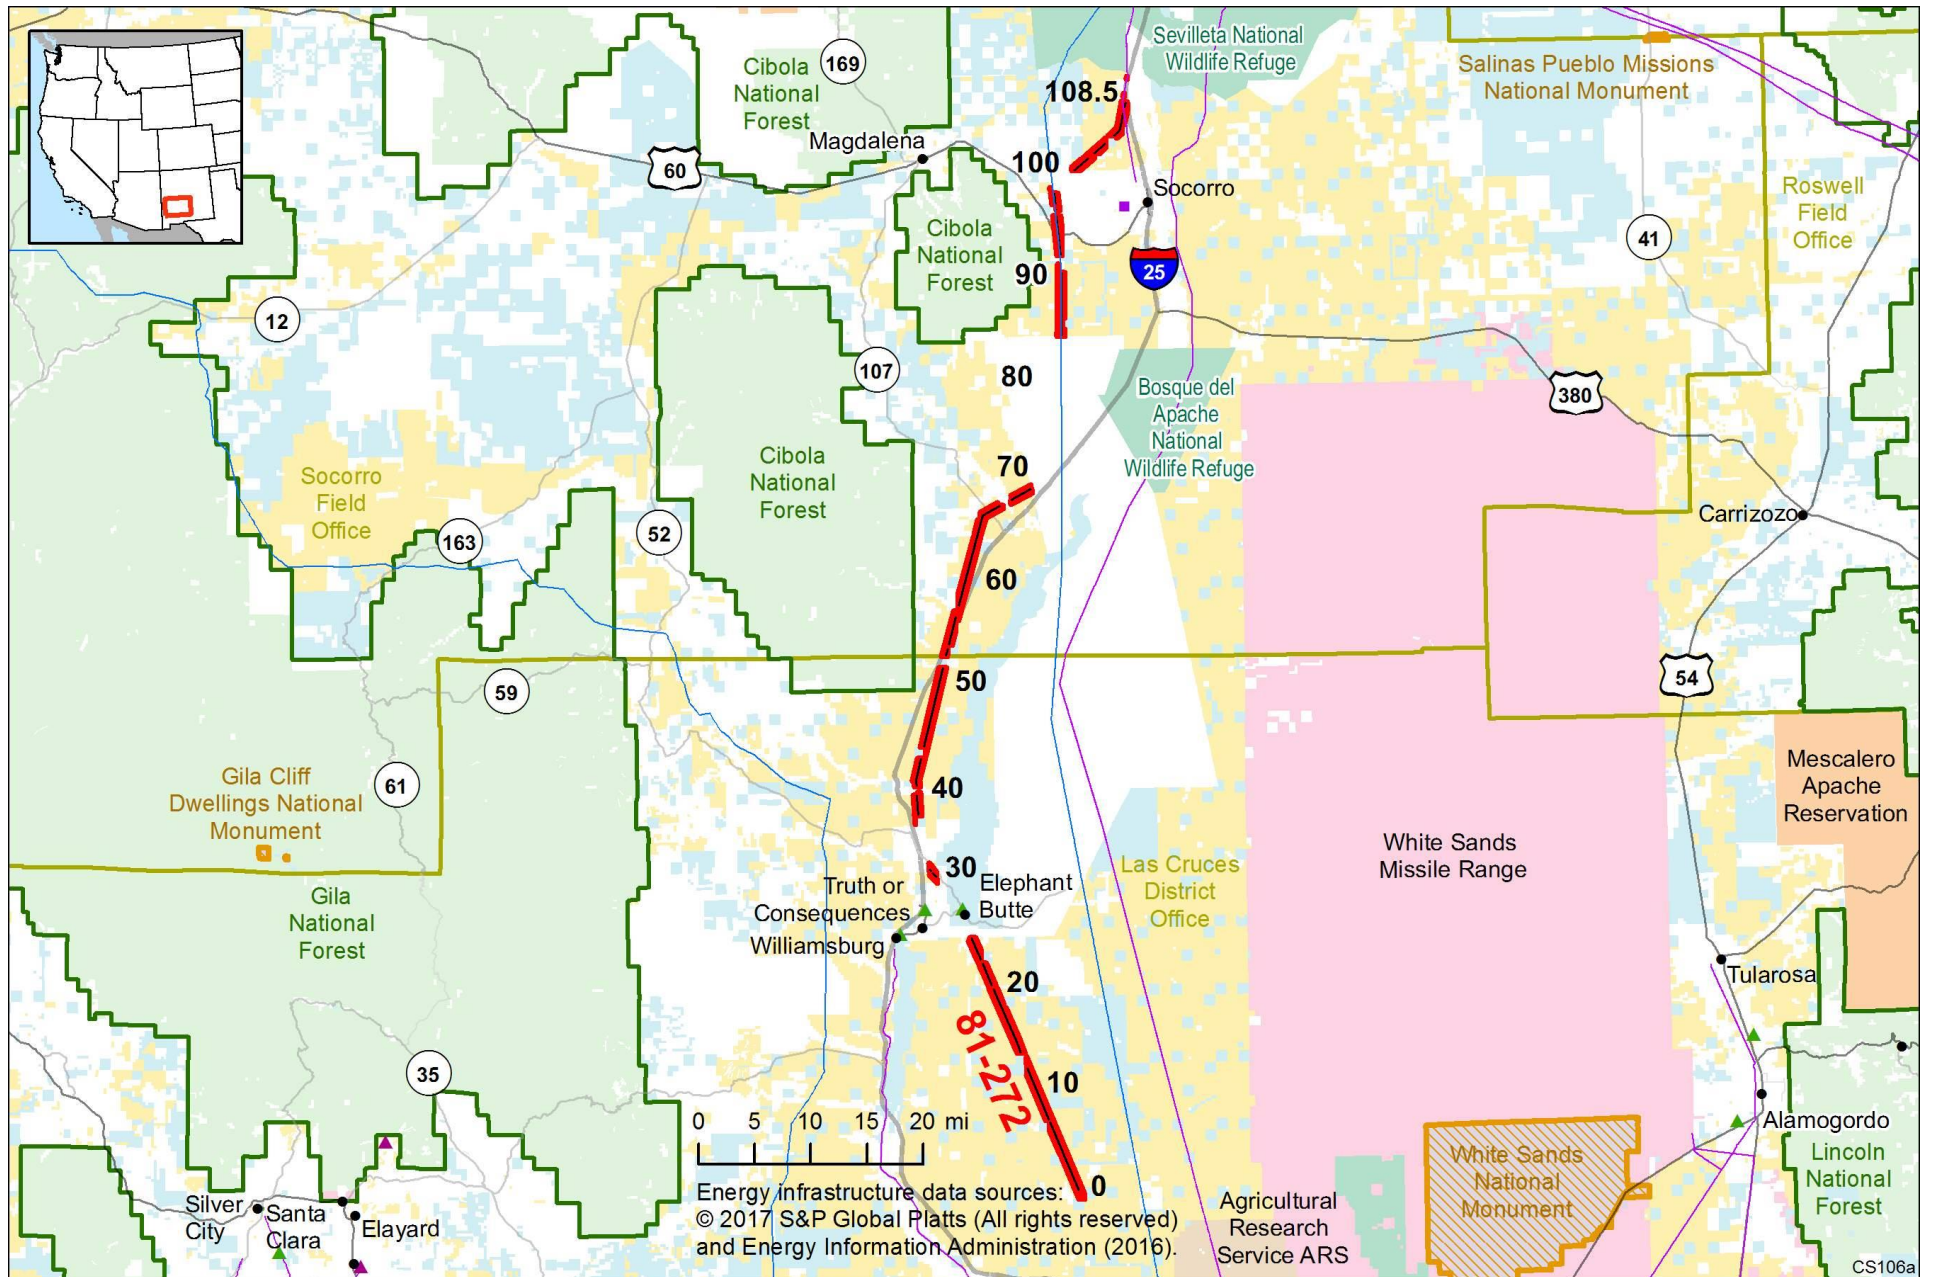 Sevilleta National
Wildlife Refuge
Cibola
National
Forest
169
Salinas Pueblo Missions
National Monument
108.5
Magdalena
60
100
Socorro
Roswell
Field
Office
Cibola
National
Forest
41
90
25
12
107
80
380
Bosque del
Apache
National
Wildlife Refuge
Socorro
Field
Office
Cibola
National
Forest
70
163
52
Carrizozo
60
59
50
54
Gila Cliff
Dwellings National
Monument
61
40
Mescalero
Apache
Reservation
White Sands
Missile Range
Las Cruces
District
Office
30
Truth or
Consequences
Elephant
Butte
Williamsburg
Gila
National
Forest
20
Tularosa
81-272
10
35
0 5 10 15 20 mi
Alamogordo
White Sands
National
Monument
Lincoln
National
Forest
0
Silver
City
Santa
Clara
Elayard
Energy infrastructure data sources:
© 2017 S&P Global Platts (All rights reserved)
and Energy Information Administration (2016).
Agricultural
Research
Service ARS
CS106a